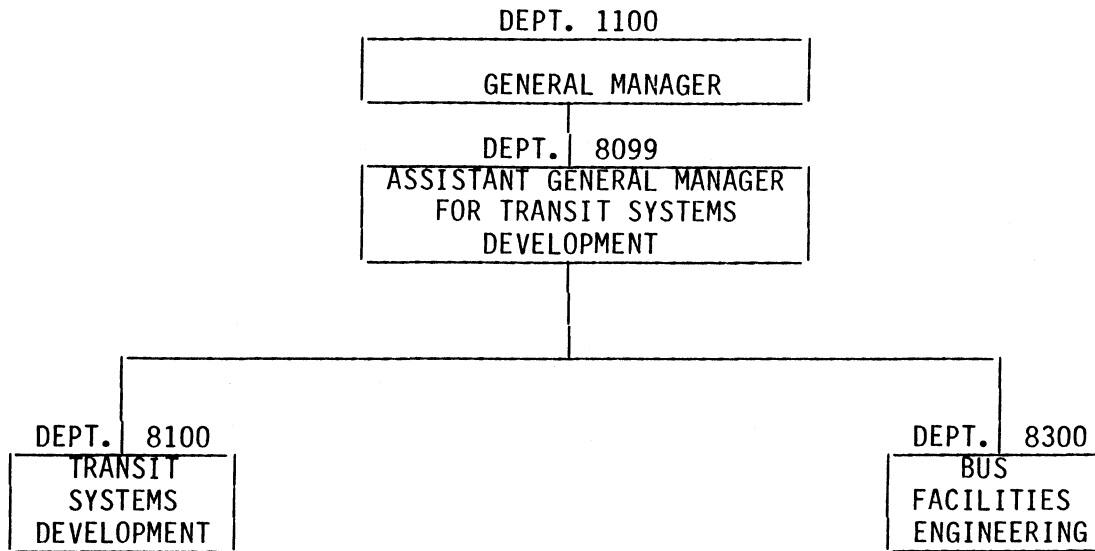 DEPT. 1100
GENERAL MANAGER
DEPT. 8099
ASSISTANT GENERAL MANAGER
FOR TRANSIT SYSTEMS
DEVELOPMENT
DEPT. 8100
TRANSIT
SYSTEMS
DEVELOPMENT
DEPT. 8300
BUS
FACILITIES
ENGINEERING